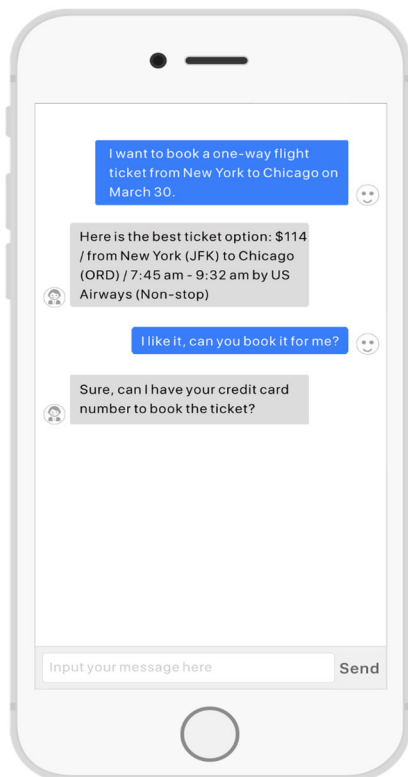 I want to book a one-way flight
ticket from New York to Chicago on
March 30.
Here is the best ticket option: $114
/ from New York (JFK) to Chicago
(ORD) / 7:45 am - 9:32 am by US
Airways (Non-stop)
I like it, can you book it for me?
Sure, can I have your credit card
number to book the ticket?
Input your message here
Send